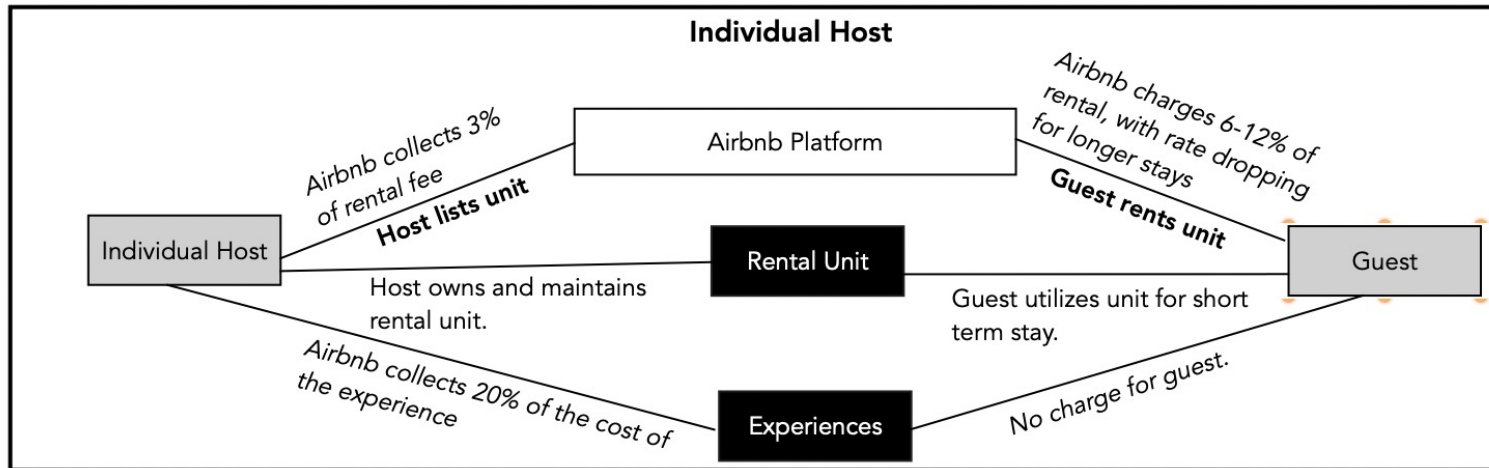 Individual Host
Airbnb collects 3%
of rental fee
Host lists unit
Airbnb Platform
Airbnb charges 6-12% of
rental, with rate dropping
for longer stays
Guest rents unit
Individual Host
Rental Unit
Guest
Host owns and maintains
rental unit.
Guest utilizes unit for short
term stay.
Airbnb collects 20% of the cost of
the experience
Experiences
No charge for guest.